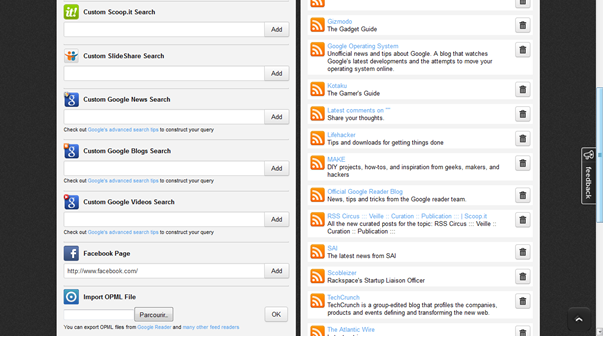 it!
Custom Scoop.it Search
Add
Custom SlideShare Search
Add
Custom Google News Search
Add
Check out Google's advanced search tips to construct your query
Custom Google Blogs Search
Add
Check out Google's advanced search tips to construct your query
Custom Google Videos Search
Add
Check out Google's advanced search tips to construct your query
Facebook Page
http://www.facebook.com/
Add
Import OPML File
Parcourir..
OK
You can export OPML files from Google Reader and many other feed readers.
Gizmodo
The Gadget Guide
Google Operating System
Unofficial news and tips about Google. A blog that watches
Google's latest developments and the attempts to move your
operating system online.
Kotaku
The Gamer's Guide
Latest comments on ""
Share your thoughts.
Lifehacker
Tips and downloads for getting things done
MAKE
DIY projects, how-tos, and inspiration from geeks, makers, and
hackers
Official Google Reader Blog
News, tips and tricks from the Google reader team.
RSS Circus ::: Veille :: Curation :: Publication ::: | Scoop it
All the new curated posts for the topic: RSS Circus ::: Veille ::
Curation :: Publication :::
SAI
The latest news from SAI
Scobleizer
Rackspace's Startup Liaison Officer
TechCrunch
TechCrunch is a group-edited blog that profiles the companies,
products and events defining and transforming the new web.
The Atlantic Wire
feedback